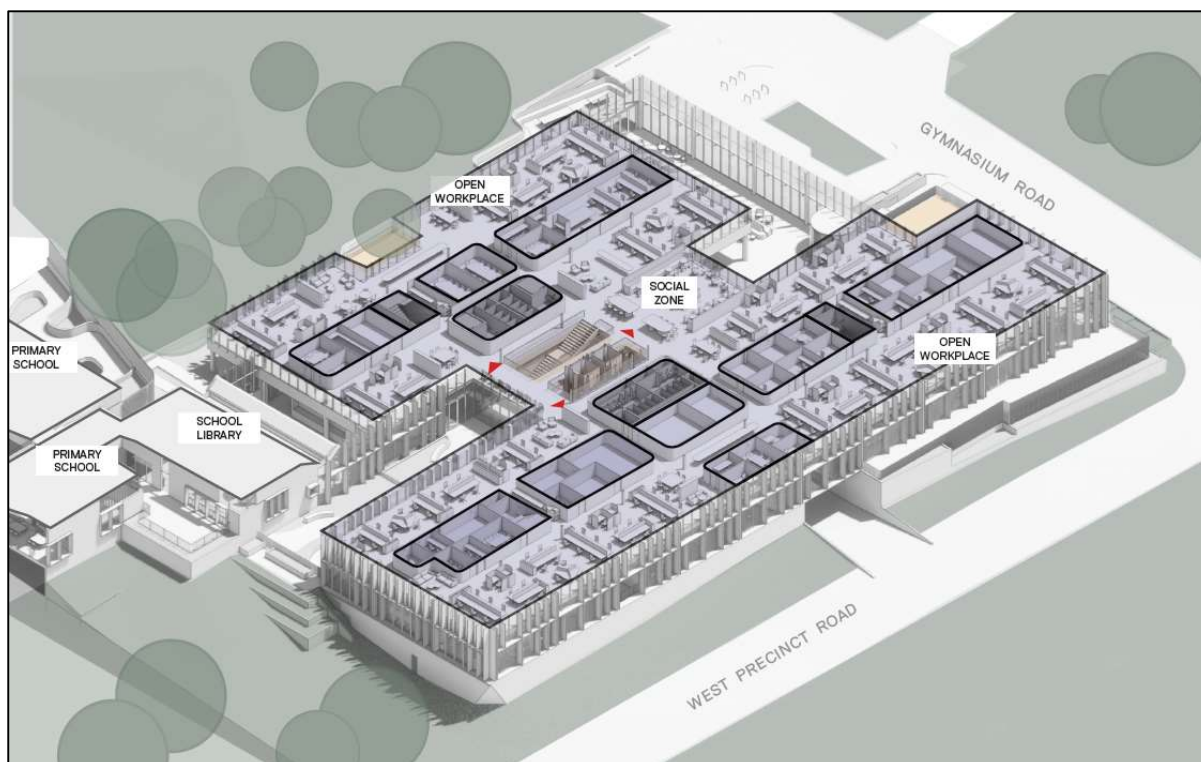 GYMNASIUM ROAD
OPEN
WORKPLACE
SOCIAL
ZONE
OPEN
WORKPLACE
PRIMARY
SCHOOL
SCHOOL
LIBRARY
PRIMARY
SCHOOL
WEST PRECINCT ROAD